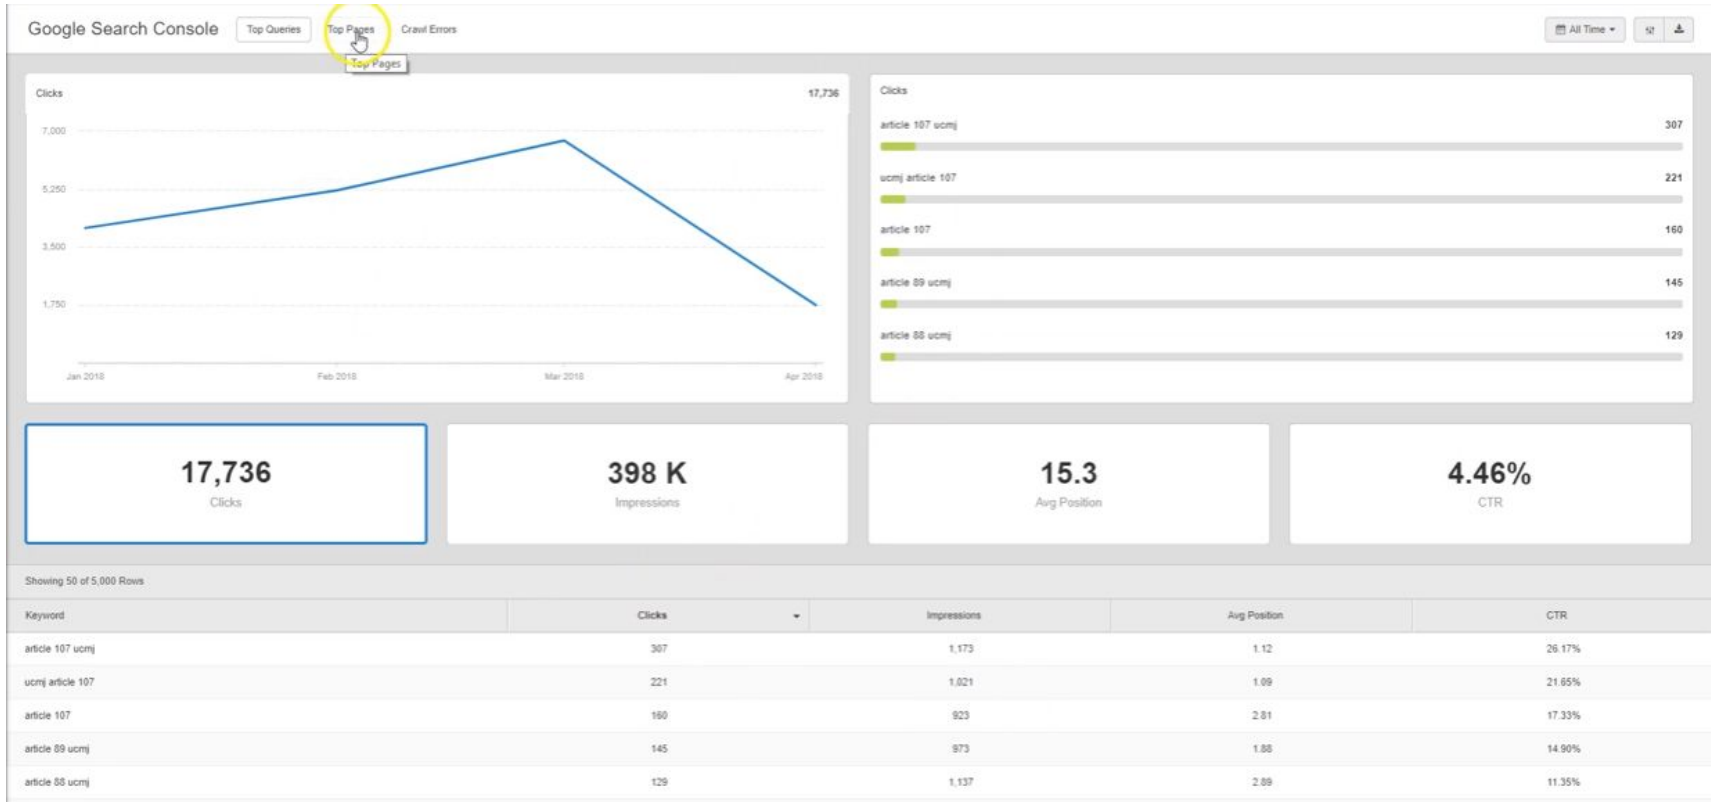 Google Search Console Top Queries Top Pages Crawl Errors All Time
Top Pages
Clicks 17,736
7,000
5,250
3,500
1,750
Jan 2018 Feb 2018 Mar 2018 Apr 2018
Clicks
article 107 ucmj 307
ucmj article 107 221
article 107 160
article 89 ucmj 145
article 88 ucmj 129
17,736
Clicks
398 K
Impressions
15.3
Avg Position
4.46%
CTR
Showing 50 of 5,000 Rows
Keyword Clicks Impressions Avg Position CTR
article 107 ucmj 307 1,173 1.12 26.17%
ucmj article 107 221 1,021 1.09 21.65%
article 107 160 923 2.81 17.33%
article 89 ucmj 145 973 1.88 14.90%
article 88 ucmj 129 1,137 2.89 11.35%